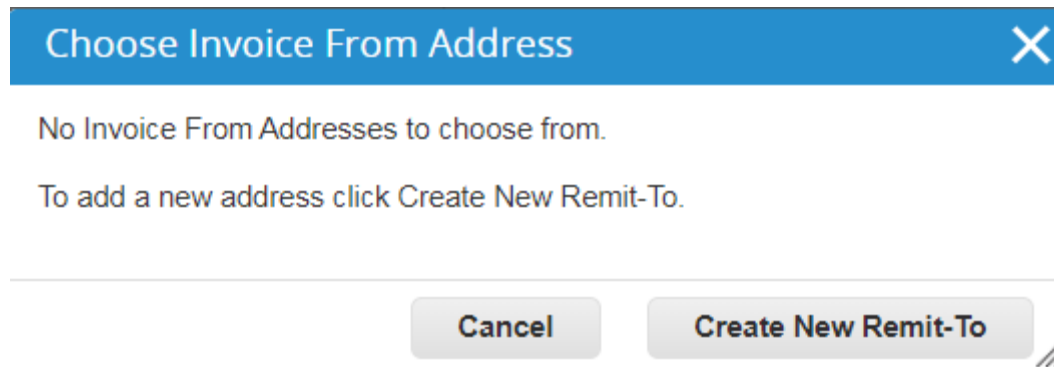 Choose Invoice From Address
No Invoice From Addresses to choose from.
To add a new address click Create New Remit-To.
Cancel
Create New Remit-To